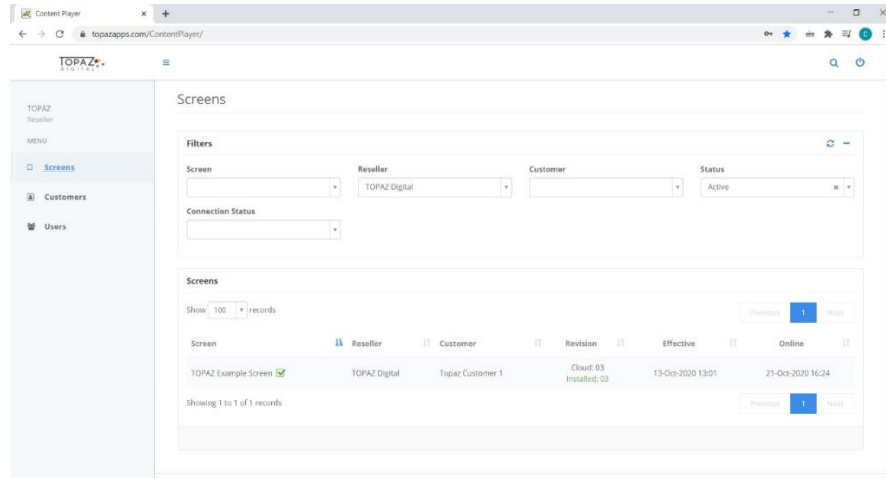 Content Player
topazapps.com/ContentPlayer/
TOPAZ
DIGITAL
TOPAZ
Reseller
MENU
Screens
Customers
Users
Screens
Filters
Screen
Reseller
Customer
Status
TOPAZ Digital
Active
Connection Status
Screens
Show 100 records
Previous 1 Next
Screen Reseller Customer Revision Effective Online
TOPAZ Example Screen TOPAZ Digital Topaz Customer 1 Cloud: 03 13-Oct-2020 13:01 21-Oct-2020 16:24
Installed: 03
Showing 1 to 1 of 1 records
Previous 1 Next